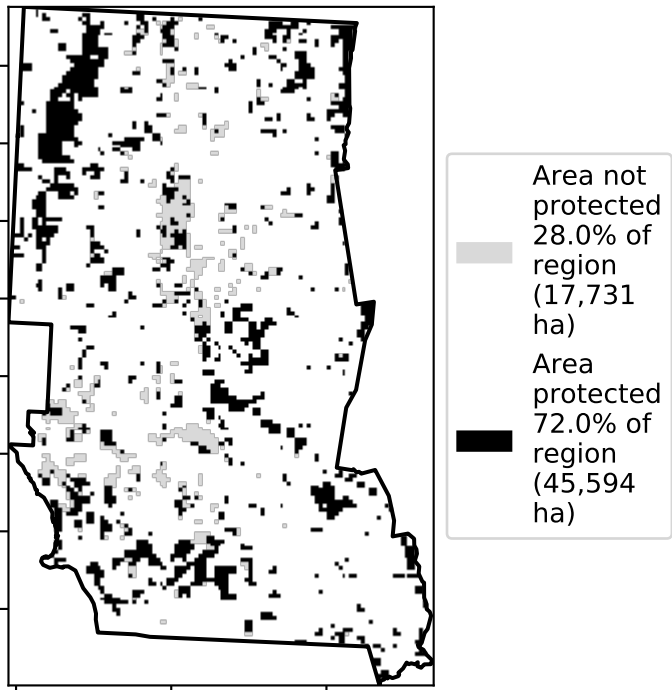 Area not
protected
28.0% of
region
(17,731
ha)
Area
protected
72.0% of
region
(45,594
ha)